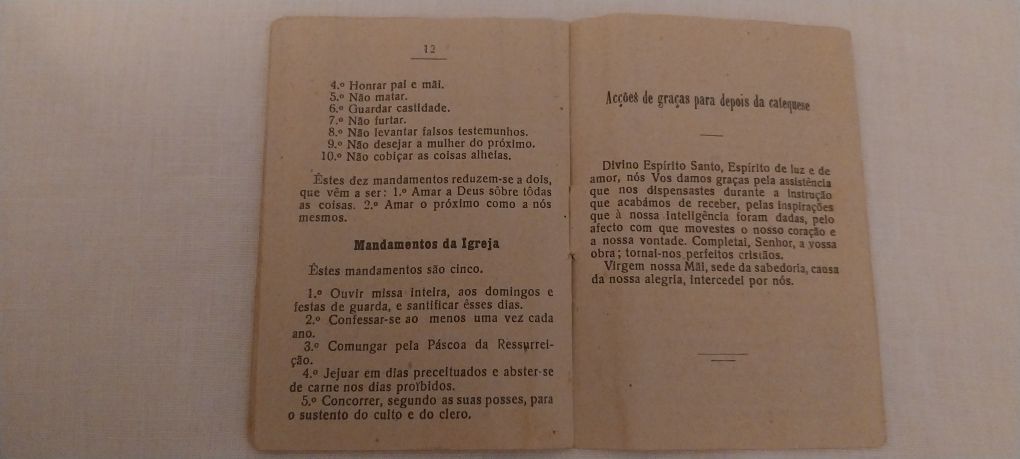 12
4.º Honrar pai e mãi.
5.º Não matar.
6.º Guardar castidade.
7.º Não furtar.
8.º Não levantar falsos testemunhos.
9.º Não desejar a mulher do próximo.
10.º Não cobiçar as coisas alheias.
Êstes dez mandamentos reduzem-se a dois,
que vêm a ser: 1.º Amar a Deus sôbre tôdas
as coisas. 2.º Amar o próximo como a nós
mesmos.
Mandamentos da Igreja
Êstes mandamentos são cinco.
1.º Ouvir missa inteira, aos domingos e
festas de guarda, e santificar êsses dias.
2.º Confessar-se ao menos uma vez cada
ano.
3.º Comungar pela Páscoa da Ressurrei-
ção.
4.º Jejuar em dias preceituados e abster-se
de carne nos dias proïbidos.
5.º Concorrer, segundo as suas posses, para
o sustento do culto e do clero.
Acções de graças para depois da catequese
Divino Espírito Santo, Espírito de luz e de
amor, nós Vos damos graças pela assistência
que nos dispensastes durante a instrução
que acabámos de receber, pelas inspirações
que à nossa inteligência foram dadas, pelo
afecto com que movestes o nosso coração e
a nossa vontade. Completai, Senhor, a vossa
obra; tornai-nos perfeitos cristãos.
Virgem nossa Mãi, sede da sabedoria, causa
da nossa alegria, intercedei por nós.